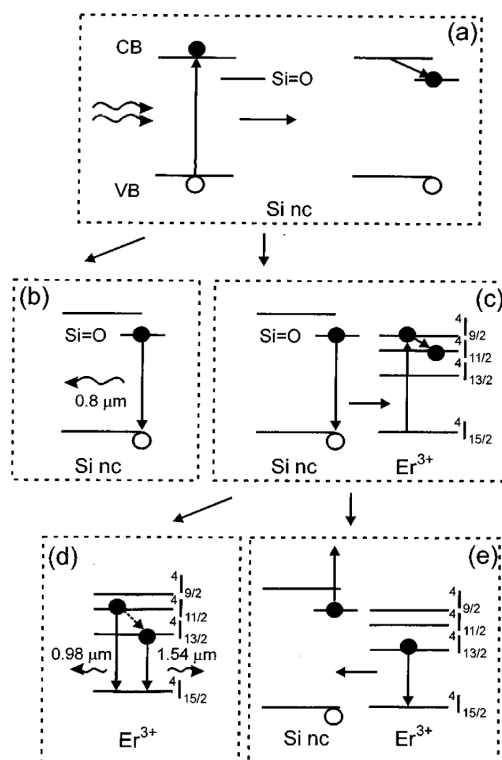 (a)
CB
Si=O
VB
Si nc
(b)
Si=O
0.8 μm
Si nc
(c)
Si=O
⁴I₉/₂
⁴I₁₁/₂
⁴I₁₃/₂
⁴I₁₅/₂
Si nc Er³⁺
(d)
⁴I₉/₂
⁴I₁₁/₂
⁴I₁₃/₂
0.98 μm 1.54 μm
⁴I₁₅/₂
Er³⁺
(e)
⁴I₉/₂
⁴I₁₁/₂
⁴I₁₃/₂
⁴I₁₅/₂
Si nc Er³⁺